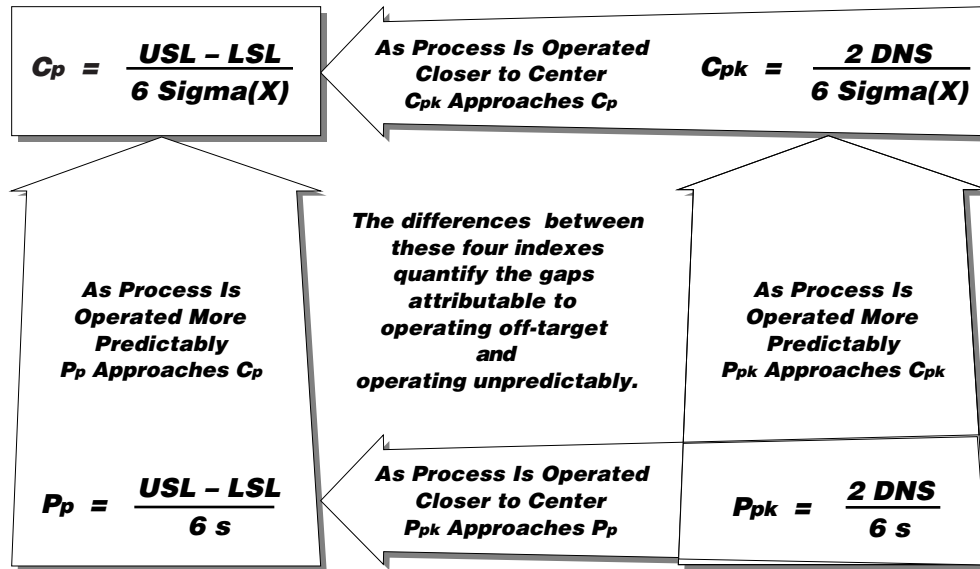 Cp = USL – LSL
6 Sigma(X)
As Process Is Operated
Closer to Center
Cpk Approaches Cp
Cpk = 2 DNS
6 Sigma(X)
The differences between
these four indexes
quantify the gaps
attributable to
operating off-target
and
operating unpredictably.
As Process Is
Operated More
Predictably
Pp Approaches Cp
As Process Is
Operated More
Predictably
Ppk Approaches Cpk
Pp = USL – LSL
6 s
As Process Is Operated
Closer to Center
Ppk Approaches Pp
Ppk = 2 DNS
6 s